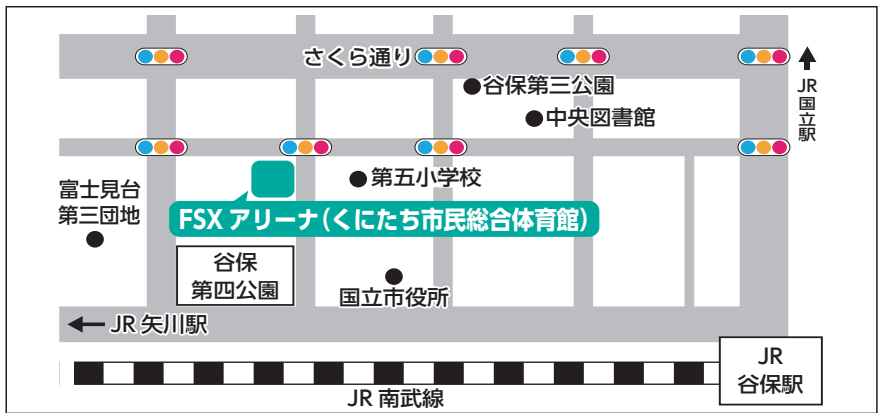 さくら通り
谷保第三公園
中央図書館
JR
国立駅
富士見台
第三団地
第五小学校
FSX アリーナ(くにたち市民総合体育館)
谷保
第四公園
国立市役所
JR 矢川駅
JR
谷保駅
JR 南武線